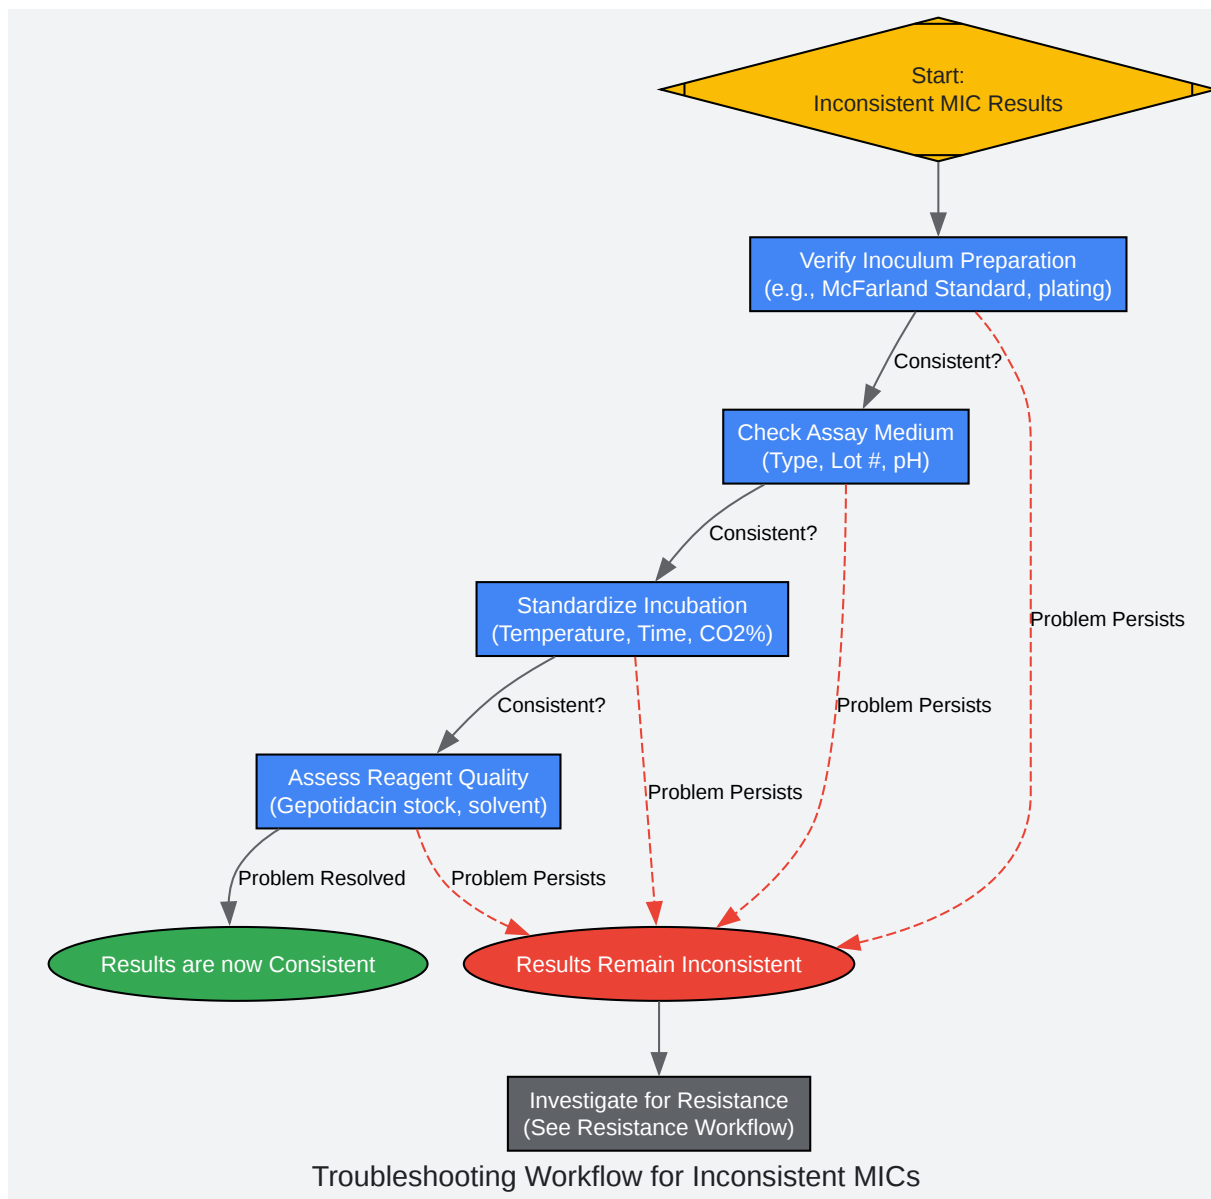 Start:
Inconsistent MIC Results
Verify Inoculum Preparation
(e.g., McFarland Standard, plating)
Consistent?
Check Assay Medium
(Type, Lot #, pH)
Consistent?
Standardize Incubation
(Temperature, Time, CO2%)
Problem Persists
Consistent?
Problem Persists
Assess Reagent Quality
(Gepotidacin stock, solvent)
Problem Persists
Problem Resolved
Problem Persists
Results are now Consistent
Results Remain Inconsistent
Investigate for Resistance
(See Resistance Workflow)
Troubleshooting Workflow for Inconsistent MICs